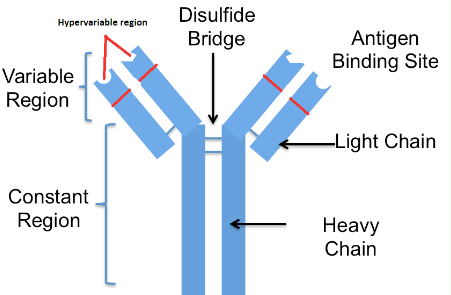 Hypervariable region
Disulfide
Bridge
Antigen
Binding Site
Variable
Region
Light Chain
Constant
Region
Heavy
Chain